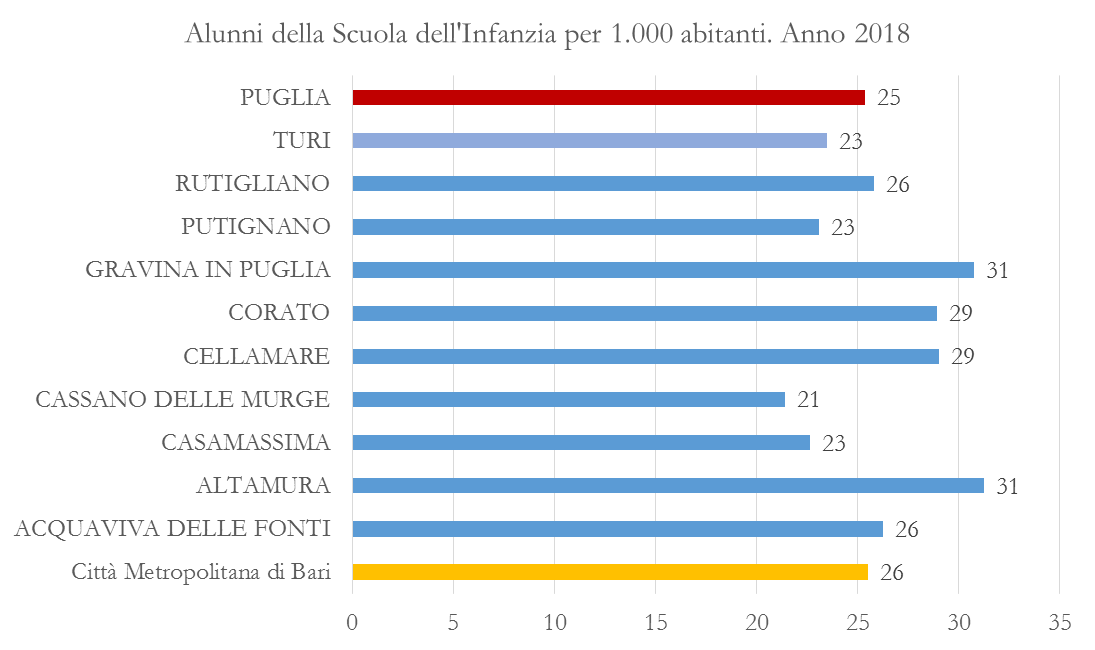 Alunni della Scuola dell'Infanzia per 1.000 abitanti. Anno 2018
PUGLIA 25
TURI 23
RUTIGLIANO 26
PUTIGNANO 23
GRAVINA IN PUGLIA 31
CORATO 29
CELLAMARE 29
CASSANO DELLE MURGE 21
CASAMASSIMA 23
ALTAMURA 31
ACQUAVIVA DELLE FONTI 26
Città Metropolitana di Bari 26
0 5 10 15 20 25 30 35